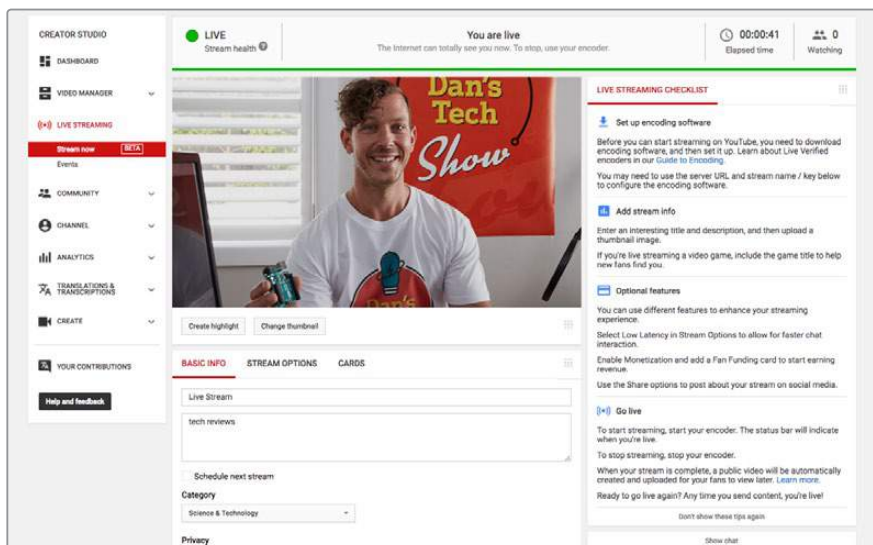 CREATOR STUDIO
DASHBOARD
VIDEO MANAGER
LIVE STREAMING
Stream now BETA
Events
COMMUNITY
CHANNEL
ANALYTICS
TRANSLATIONS &
TRANSCRIPTIONS
CREATE
YOUR CONTRIBUTIONS
Help and feedback
LIVE
Stream health ?
You are live
The Internet can totally see you now. To stop, use your encoder.
00:00:41
Elapsed time
0
Watching
Dan's
Tech
Show
Dan's
Create highlight
Change thumbnail
BASIC INFO
STREAM OPTIONS
CARDS
Live Stream
tech reviews
Schedule next stream
Category
Science & Technology
Privacy
LIVE STREAMING CHECKLIST
Set up encoding software
Before you can start streaming on YouTube, you need to download
encoding software, and then set it up. Learn about Live Verified
encoders in our Guide to Encoding.
You may need to use the server URL and stream name / key below
to configure the encoding software.
Add stream info
Enter an interesting title and description, and then upload a
thumbnail image.
If you're live streaming a video game, include the game title to help
new fans find you.
Optional features
You can use different features to enhance your streaming
experience.
Select Low Latency in Stream Options to allow for faster chat
interaction.
Enable Monetization and add a Fan Funding card to start earning
revenue.
Use the Share options to post about your stream on social media.
Go live
To start streaming, start your encoder. The status bar will indicate
when you're live.
To stop streaming, stop your encoder.
When your stream is complete, a public video will be automatically
created and uploaded for your fans to view later. Learn more.
Ready to go live again? Any time you send content, you're live!
Don't show these tips again
Show chat